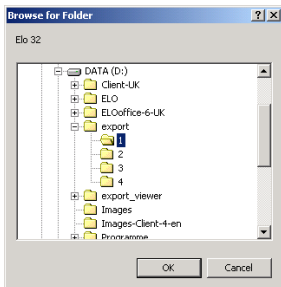 Browse for Folder
Elo 32
DATA (D:)
Client-UK
ELO
ELOoffice-6-UK
export
1
2
3
4
export_viewer
Images
Images-Client-4-en
Programme
OK
Cancel